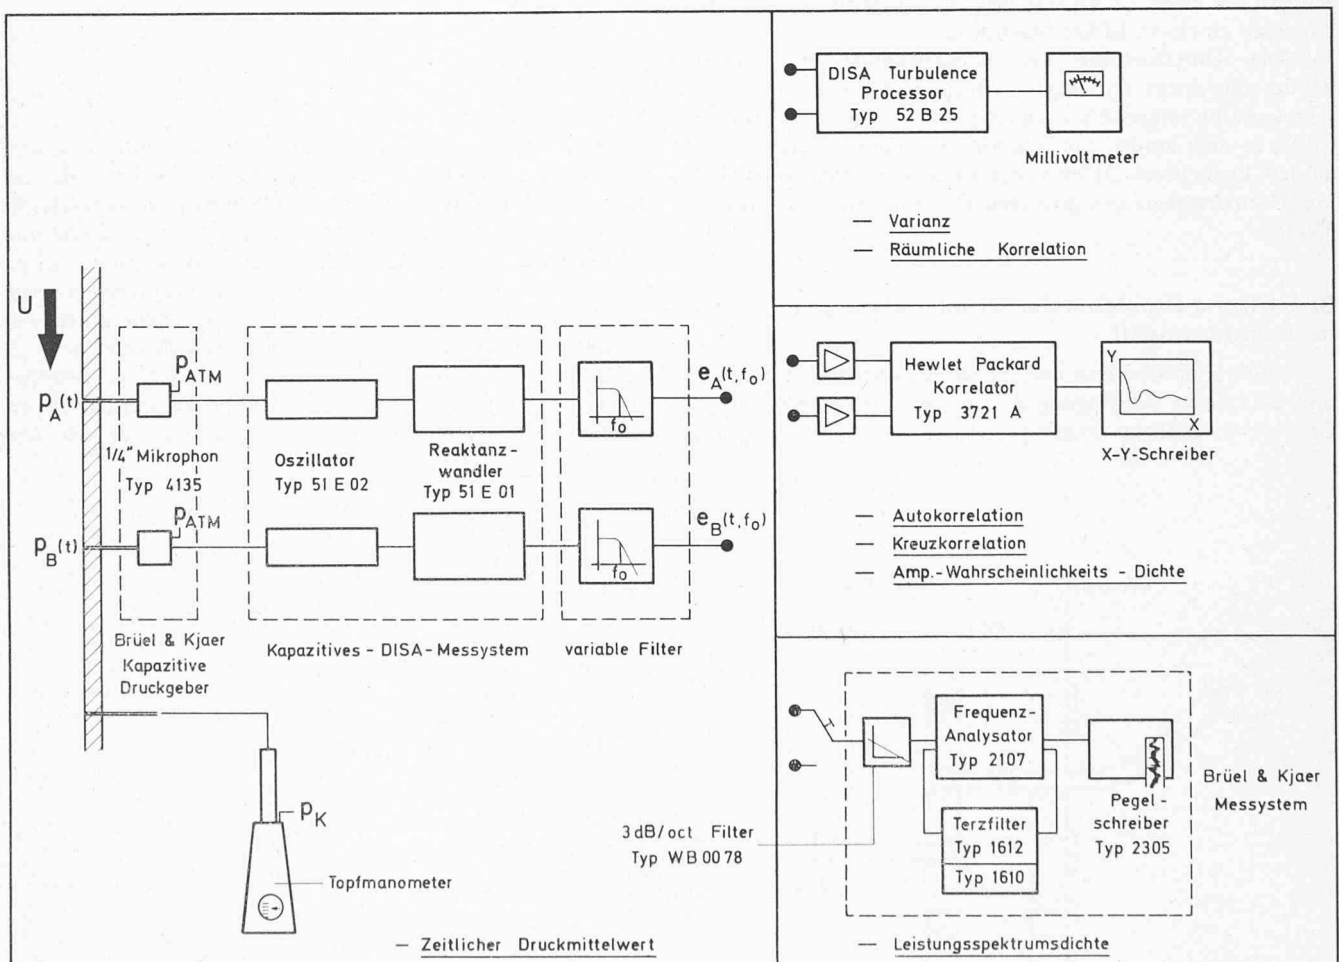 U
p_A(t)
p_ATM
1/4" Mikrophon
Typ 4135
p_B(t)
p_ATM
Brüel & Kjaer
Kapazitive
Druckgeber
Oszillator
Typ 51 E 02
Reaktanz-
wandler
Typ 51 E 01
Kapazitives - DISA - Messystem
f_o
f_o
variable Filter
e_A(t,f_o)
e_B(t,f_o)
p_K
Topfmanometer
— Zeitlicher Druckmittelwert
DISA Turbulence
Processor
Typ 52 B 25
Millivoltmeter
— Varianz
— Räumliche Korrelation
Hewlet Packard
Korrelator
Typ 3721 A
Y
X
X-Y-Schreiber
— Autokorrelation
— Kreuzkorrelation
— Amp.-Wahrscheinlichkeits - Dichte
3 dB/oct Filter
Typ WB 0078
Frequenz-
Analysator
Typ 2107
Terzfilter
Typ 1612
Typ 1610
Pegel-
schreiber
Typ 2305
Brüel & Kjaer
Messystem
— Leistungsspektrumsdichte